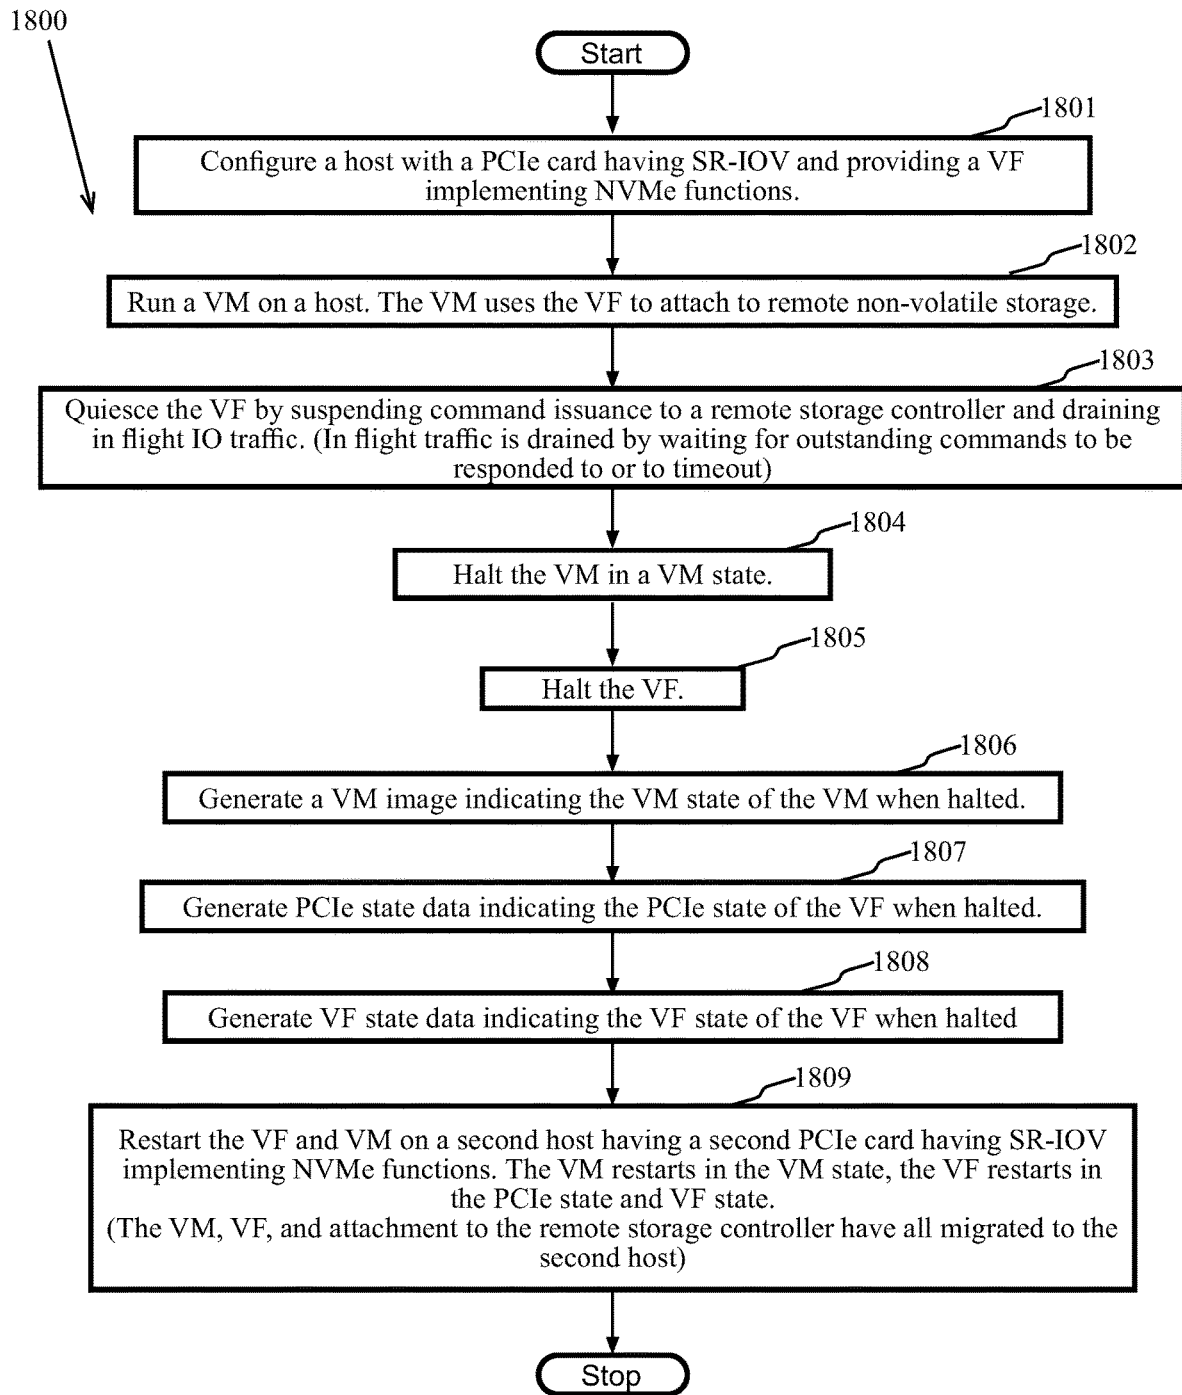 1800
Start
1801
Configure a host with a PCIe card having SR-IOV and providing a VF
implementing NVMe functions.
1802
Run a VM on a host. The VM uses the VF to attach to remote non-volatile storage.
1803
Quiesce the VF by suspending command issuance to a remote storage controller and draining
in flight IO traffic. (In flight traffic is drained by waiting for outstanding commands to be
responded to or to timeout)
1804
Halt the VM in a VM state.
1805
Halt the VF.
1806
Generate a VM image indicating the VM state of the VM when halted.
1807
Generate PCIe state data indicating the PCIe state of the VF when halted.
1808
Generate VF state data indicating the VF state of the VF when halted
1809
Restart the VF and VM on a second host having a second PCIe card having SR-IOV
implementing NVMe functions. The VM restarts in the VM state, the VF restarts in
the PCIe state and VF state.
(The VM, VF, and attachment to the remote storage controller have all migrated to the
second host)
Stop